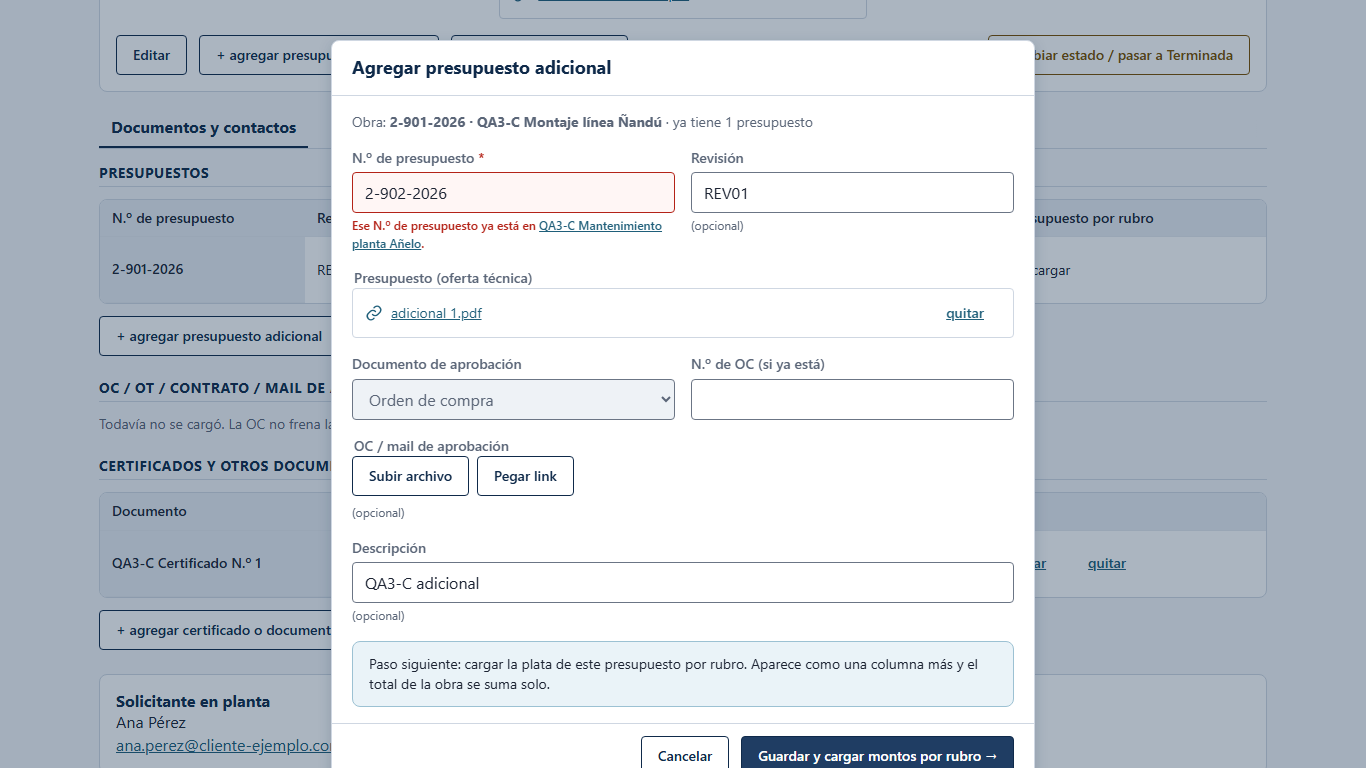 Editar
+ agregar presupu
biar estado / pasar a Terminada
Agregar presupuesto adicional
Documentos y contactos
Obra: 2-901-2026 · QA3-C Montaje línea Ñandú · ya tiene 1 presupuesto
N.º de presupuesto *
Revisión
PRESUPUESTOS
2-902-2026
REV01
N.º de presupuesto
Re
supuesto por rubro
Ese N.º de presupuesto ya está en QA3-C Mantenimiento
planta Añelo.
(opcional)
2-901-2026
RE
cargar
Presupuesto (oferta técnica)
adicional 1.pdf
quitar
+ agregar presupuesto adicional
Documento de aprobación
N.º de OC (si ya está)
OC / OT / CONTRATO / MAIL DE
Orden de compra
Todavía no se cargó. La OC no frena la
OC / mail de aprobación
CERTIFICADOS Y OTROS DOCUM
Subir archivo
Pegar link
Documento
(opcional)
Descripción
QA3-C Certificado N.º 1
ar
quitar
QA3-C adicional
(opcional)
+ agregar certificado o document
Paso siguiente: cargar la plata de este presupuesto por rubro. Aparece como una columna más y el
total de la obra se suma solo.
Solicitante en planta
Ana Pérez
ana.perez@cliente-ejemplo.co
Cancelar
Guardar y cargar montos por rubro →